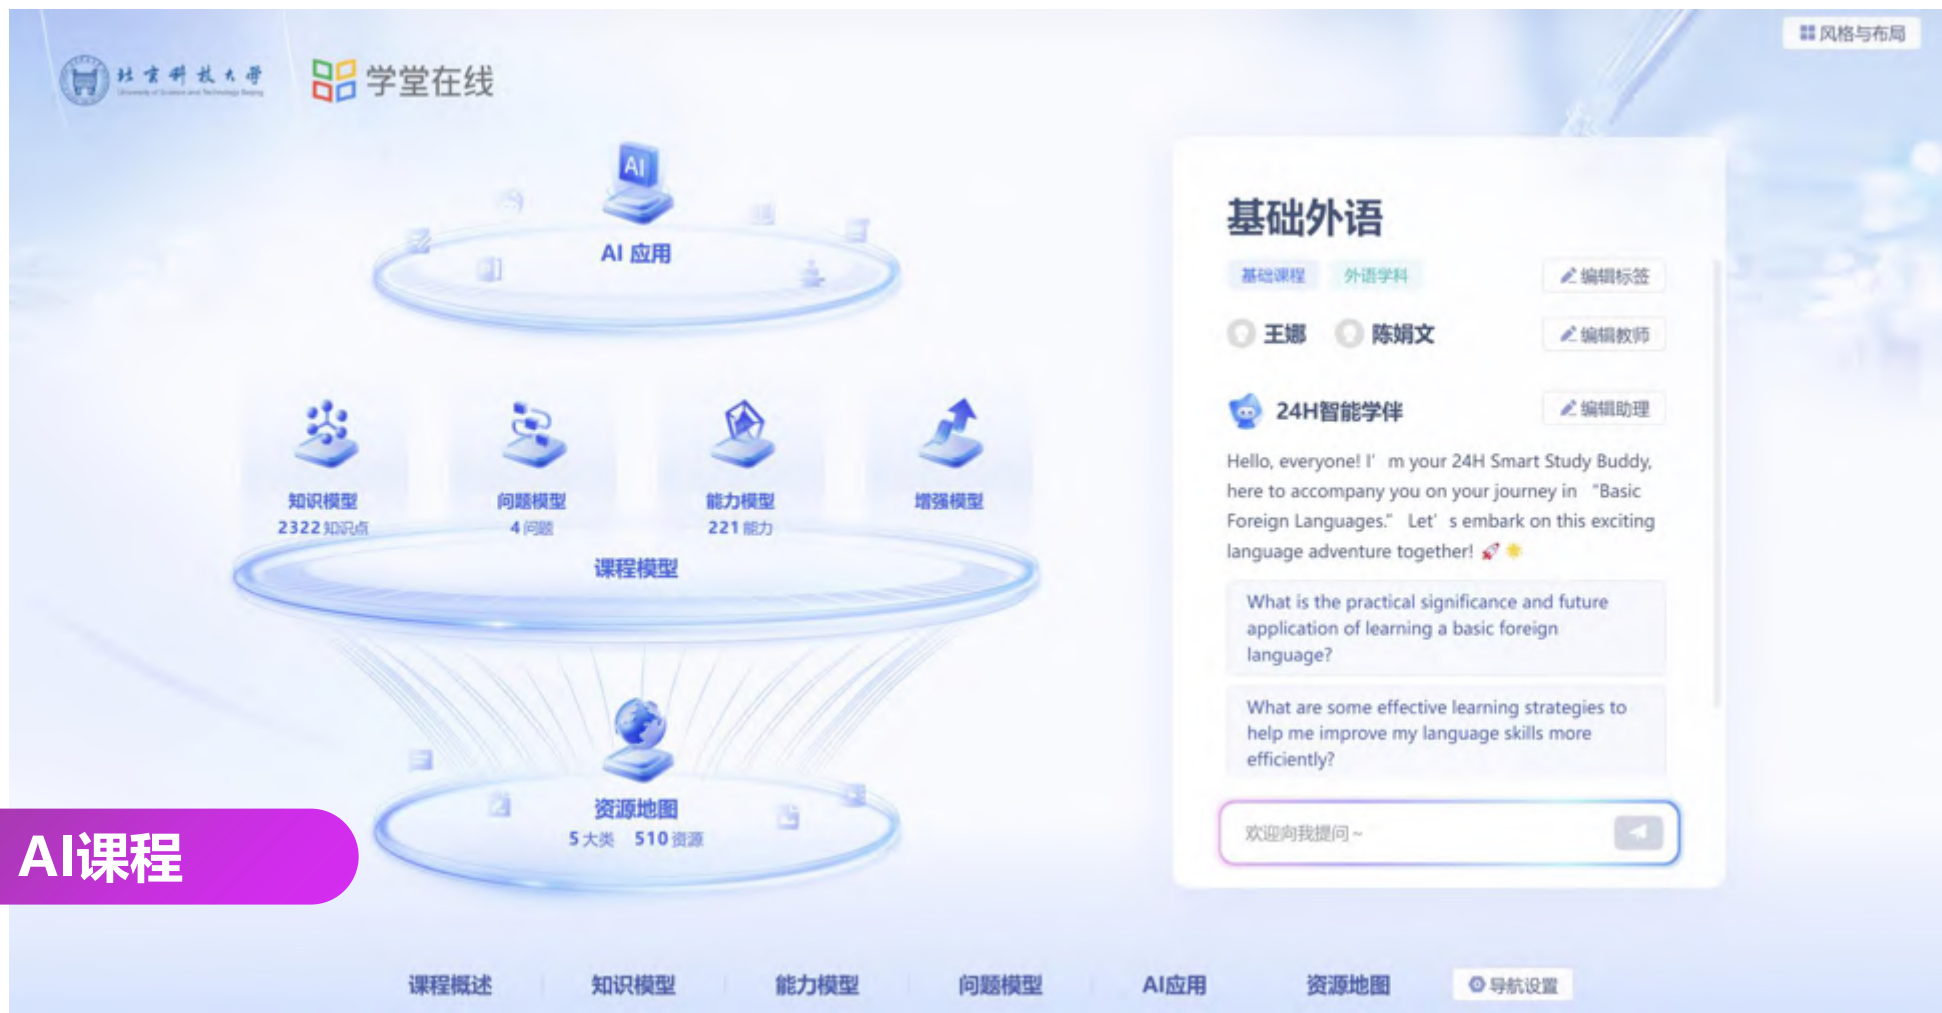 风格与布局
北京科技大学
University of Science and Technology Beijing
学堂在线
AI
AI 应用
知识模型
2322 知识点
问题模型
4 问题
能力模型
221 能力
增强模型
课程模型
资源地图
5 大类 510 资源
AI课程
基础外语
基础课程 外语学科 编辑标签
王娜 陈娟文 编辑教师
24H智能学伴 编辑助理
Hello, everyone! I'm your 24H Smart Study Buddy,
here to accompany you on your journey in “Basic
Foreign Languages.” Let's embark on this exciting
language adventure together! 🚀 🌟
What is the practical significance and future
application of learning a basic foreign
language?
What are some effective learning strategies to
help me improve my language skills more
efficiently?
欢迎向我提问~
课程概述 知识模型 能力模型 问题模型 AI应用 资源地图 导航设置